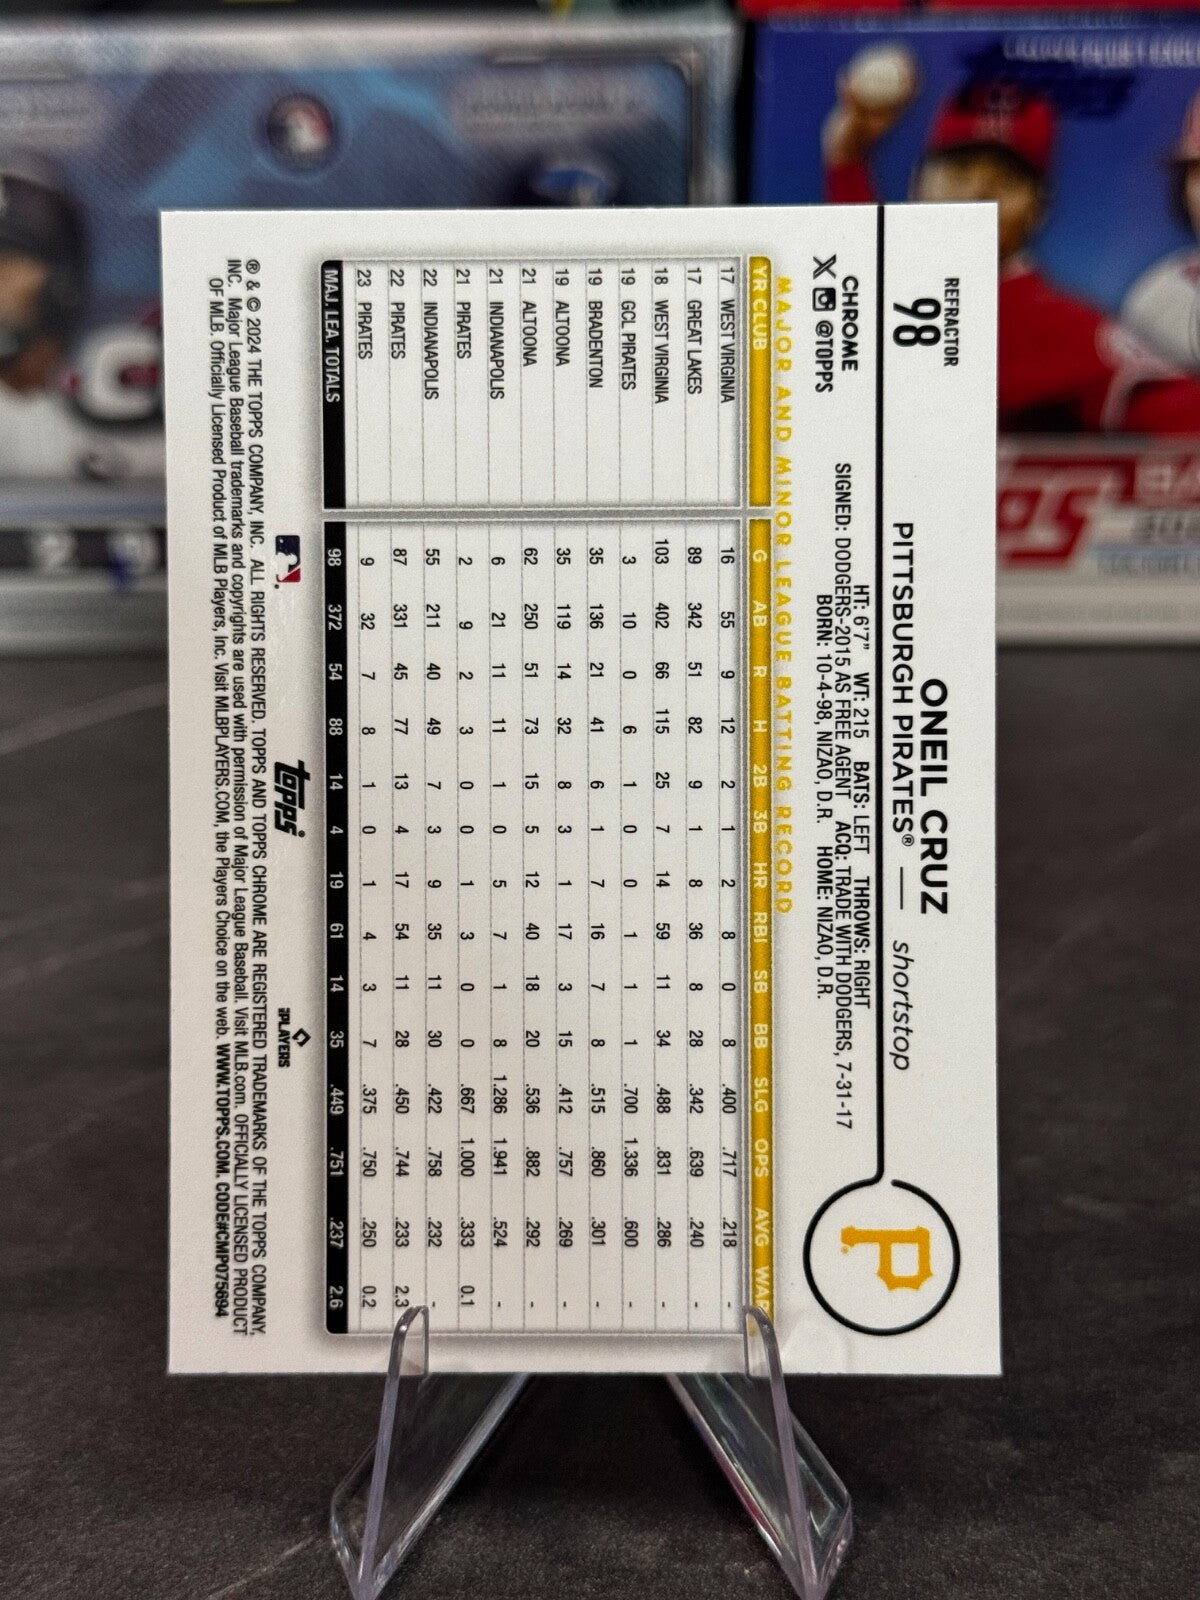 REFRACTOR
98
ONEIL CRUZ
PITTSBURGH PIRATES® — shortstop
P
CHROME
@TOPPS
HT: 6'7" WT: 215 BATS: LEFT THROWS: RIGHT
SIGNED: DODGERS-2015 AS FREE AGENT ACQ: TRADE WITH DODGERS, 7-31-17
BORN: 10-4-98, NIZAO, D.R. HOME: NIZAO, D.R.
MAJOR AND MINOR LEAGUE BATTING RECORD
YR CLUB G AB R H 2B 3B HR RBI SB BB SLG OPS AVG WAR
17 WEST VIRGINIA 16 55 9 12 2 1 2 8 0 8 .400 .717 .218 -
17 GREAT LAKES 89 342 51 82 9 1 8 36 8 28 .342 .639 .240 -
18 WEST VIRGINIA 103 402 66 115 25 7 14 59 11 34 .488 .831 .286 -
19 GCL PIRATES 3 10 0 6 1 0 0 1 1 1 .700 1.336 .600 -
19 BRADENTON 35 136 21 41 6 1 7 16 7 8 .515 .860 .301 -
19 ALTOONA 35 119 14 32 8 3 1 17 3 15 .412 .757 .269 -
21 ALTOONA 62 250 51 73 15 5 12 40 18 20 .536 .882 .292 -
21 INDIANAPOLIS 6 21 11 11 1 0 5 7 1 8 1.286 1.941 .524 -
21 PIRATES 2 9 2 3 0 0 1 3 0 0 .667 1.000 .333 0.1
22 INDIANAPOLIS 55 211 40 49 7 3 9 35 11 30 .422 .758 .232 -
22 PIRATES 87 331 45 77 13 4 17 54 11 28 .450 .744 .233 2.3
23 PIRATES 9 32 7 8 1 0 1 4 3 7 .375 .750 .250 0.2
MAJ. LEA. TOTALS 98 372 54 88 14 4 19 61 14 35 .449 .751 .237 2.6
topps
PLAYERS
® & © 2024 THE TOPPS COMPANY, INC. ALL RIGHTS RESERVED. TOPPS AND TOPPS CHROME ARE REGISTERED TRADEMARKS OF THE TOPPS COMPANY,
INC. Major League Baseball trademarks and copyrights are used with permission of Major League Baseball. Visit MLB.com. OFFICIALLY LICENSED PRODUCT
OF MLB. Officially Licensed Product of MLB Players, Inc. Visit MLBPLAYERS.COM, the Players Choice on the web. WWW.TOPPS.COM. CODE#CMP075694